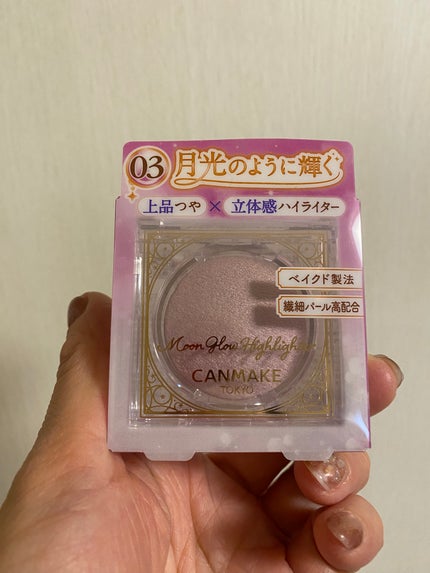 03 月光のように輝く
上品つや × 立体感ハイライター
ベイクド製法
繊細パール高配合
Moon Glow Highlighter
CANMAKE
TOKYO